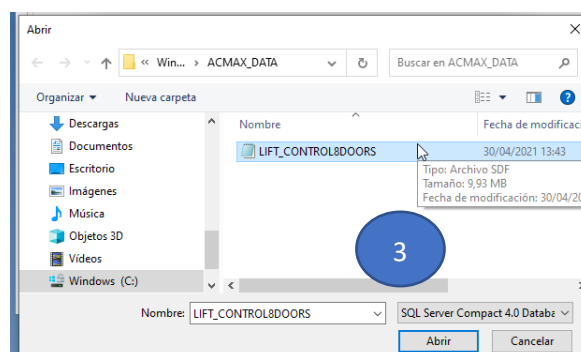 Abrir
« Win... > ACMAX_DATA
Buscar en ACMAX_DATA
Organizar
Nueva carpeta
Descargas
Documentos
Escritorio
Imágenes
Música
Objetos 3D
Vídeos
Windows (C:)
Nombre
Fecha de modificaci
LIFT_CONTROL8DOORS
30/04/2021 13:43
Tipo: Archivo SDF
Tamaño: 9,93 MB
Fecha de modificación: 30/04/20
3
Nombre: LIFT_CONTROL8DOORS
SQL Server Compact 4.0 Databa
Abrir
Cancelar